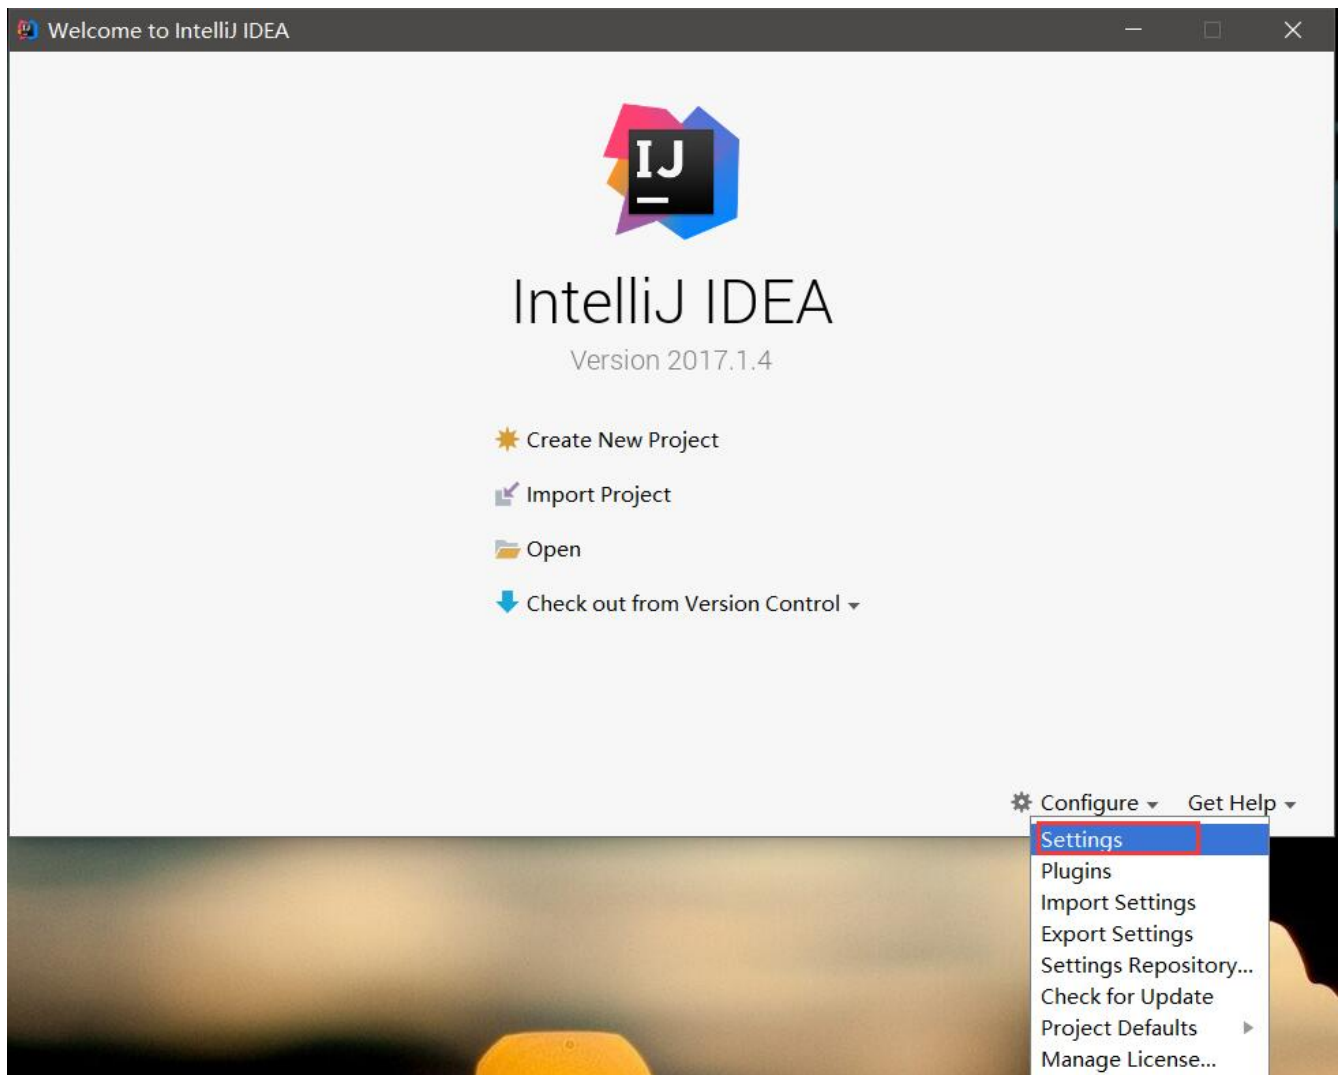 Welcome to IntelliJ IDEA
IJ
IntelliJ IDEA
Version 2017.1.4
Create New Project
Import Project
Open
Check out from Version Control
Configure
Get Help
Settings
Plugins
Import Settings
Export Settings
Settings Repository...
Check for Update
Project Defaults
Manage License...